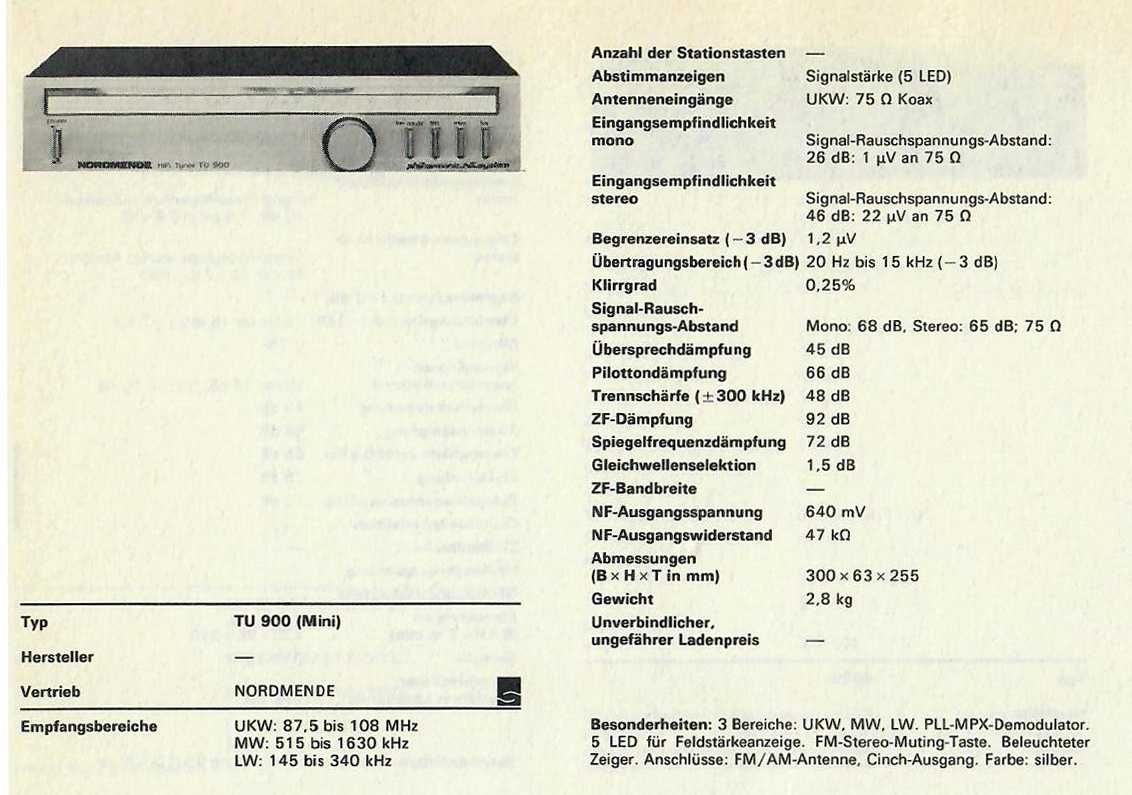 NORDMENDE HiFi Tuner TU 900
Typ TU 900 (Mini)
Hersteller —
Vertrieb NORDMENDE
Empfangsbereiche UKW: 87,5 bis 108 MHz
MW: 515 bis 1630 kHz
LW: 145 bis 340 kHz
Anzahl der Stationstasten —
Abstimmanzeigen Signalstärke (5 LED)
Antenneneingänge UKW: 75 Ω Koax
Eingangsempfindlichkeit
mono Signal-Rauschspannungs-Abstand:
26 dB: 1 µV an 75 Ω
Eingangsempfindlichkeit
stereo Signal-Rauschspannungs-Abstand:
46 dB: 22 µV an 75 Ω
Begrenzereinsatz (−3 dB) 1,2 µV
Übertragungsbereich (−3 dB) 20 Hz bis 15 kHz (−3 dB)
Klirrgrad 0,25%
Signal-Rausch-
spannungs-Abstand Mono: 68 dB, Stereo: 65 dB; 75 Ω
Übersprechdämpfung 45 dB
Pilottondämpfung 66 dB
Trennschärfe (±300 kHz) 48 dB
ZF-Dämpfung 92 dB
Spiegelfrequenzdämpfung 72 dB
Gleichwellenselektion 1,5 dB
ZF-Bandbreite —
NF-Ausgangsspannung 640 mV
NF-Ausgangswiderstand 47 kΩ
Abmessungen
(B × H × T in mm) 300 × 63 × 255
Gewicht 2,8 kg
Unverbindlicher,
ungefährer Ladenpreis —
Besonderheiten: 3 Bereiche: UKW, MW, LW. PLL-MPX-Demodulator.
5 LED für Feldstärkeanzeige. FM-Stereo-Muting-Taste. Beleuchteter
Zeiger. Anschlüsse: FM/AM-Antenne, Cinch-Ausgang. Farbe: silber.